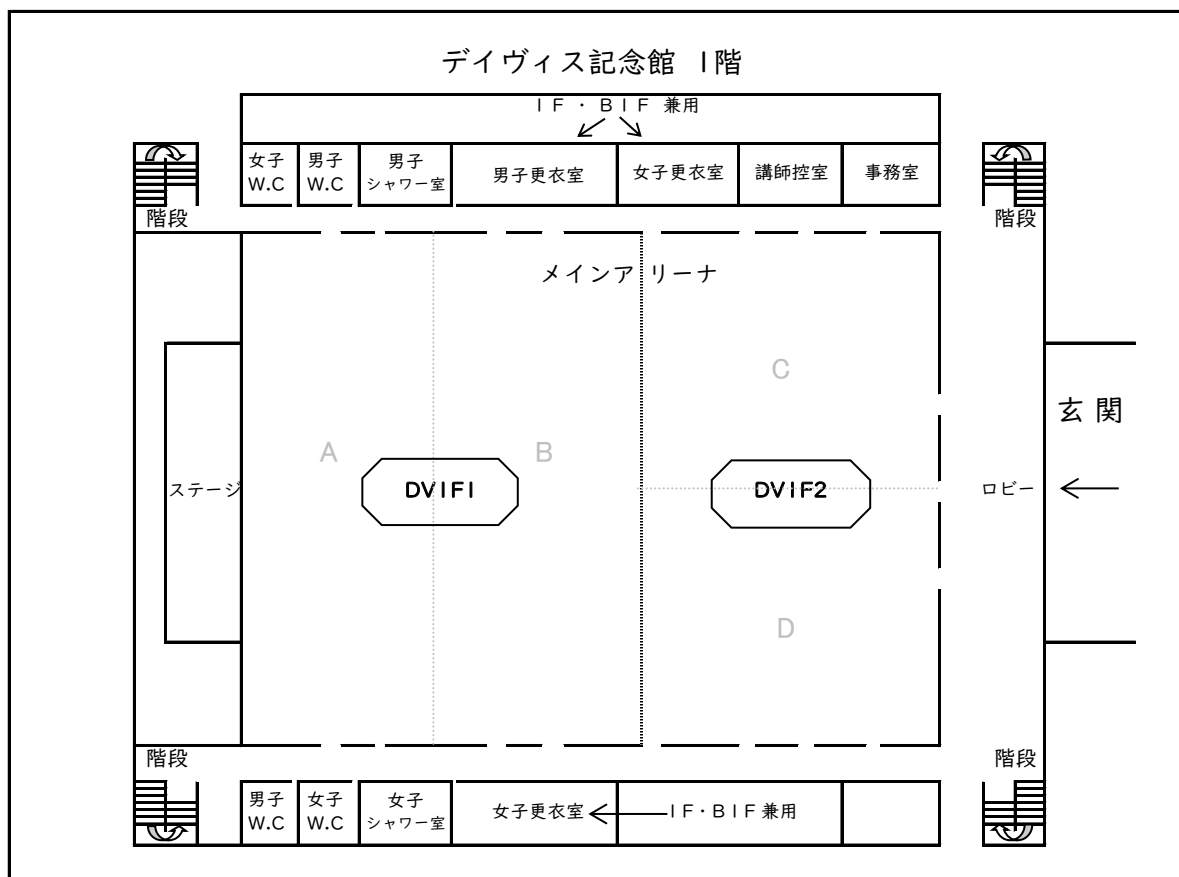 デイヴィス記念館 1階
1F・B1F 兼用
女子
W.C
男子
W.C
男子
シャワー室
男子更衣室
女子更衣室
講師控室
事務室
階段
階段
メインアリーナ
C
玄関
A
B
ステージ
DV1F1
DV1F2
ロビー
D
階段
階段
男子
W.C
女子
W.C
女子
シャワー室
女子更衣室
1F・B1F 兼用